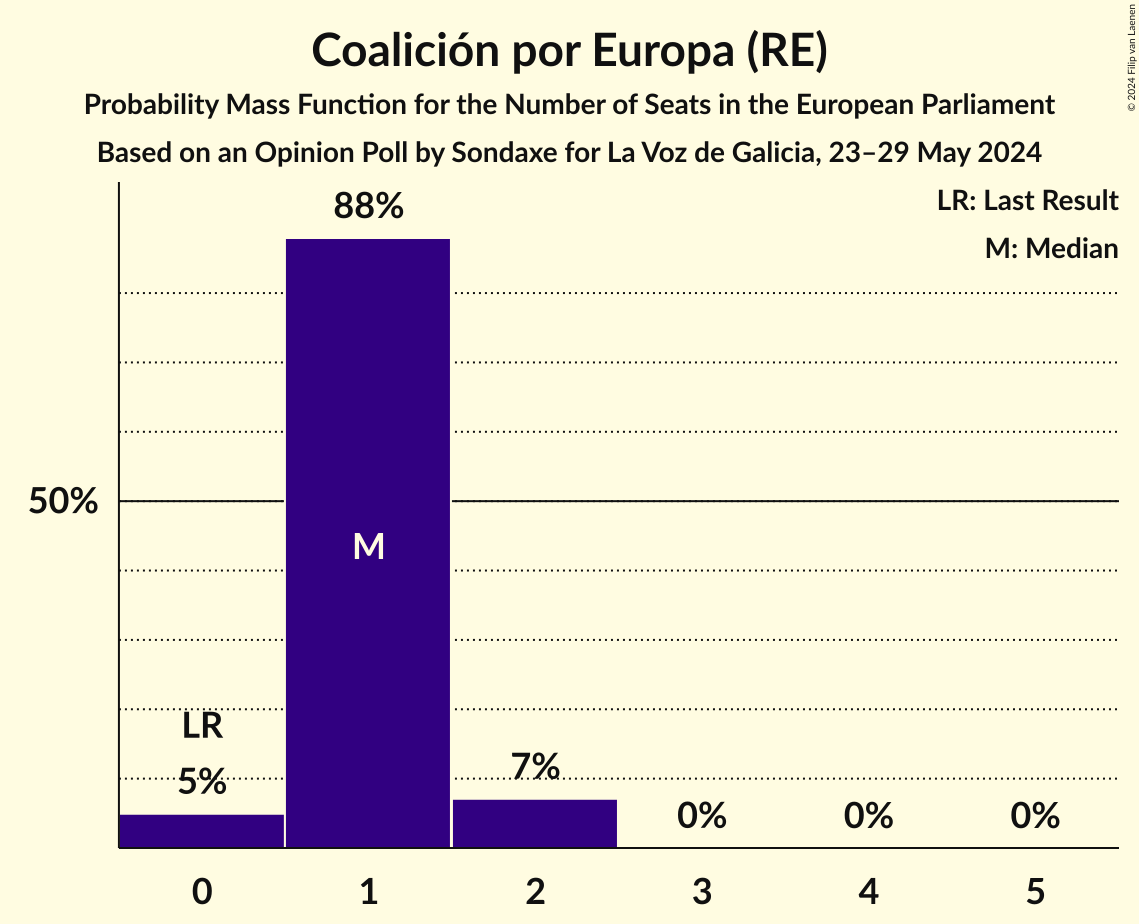 Coalición por Europa (RE)
Probability Mass Function for the Number of Seats in the European Parliament
Based on an Opinion Poll by Sondaxe for La Voz de Galicia, 23–29 May 2024
© 2024 Filip van Laenen
LR: Last Result
M: Median
88%
50%
M
LR
5%
7%
0%
0%
0%
0
1
2
3
4
5